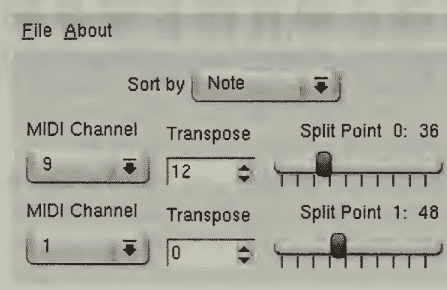 File About
Sort by Note
MIDI Channel Transpose Split Point 0: 36
9 12
MIDI Channel Transpose Split Point 1: 48
1 0